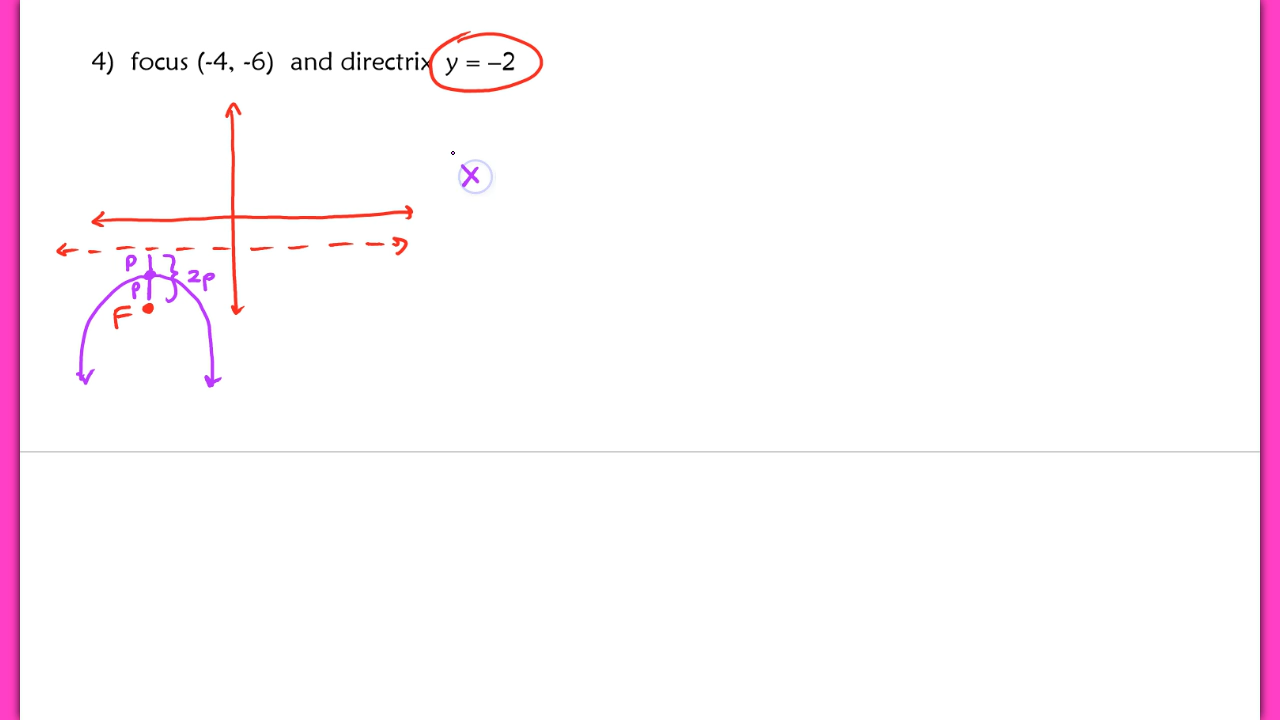 4) focus (-4, -6) and directrix y = –2
x
P
P
2p
F